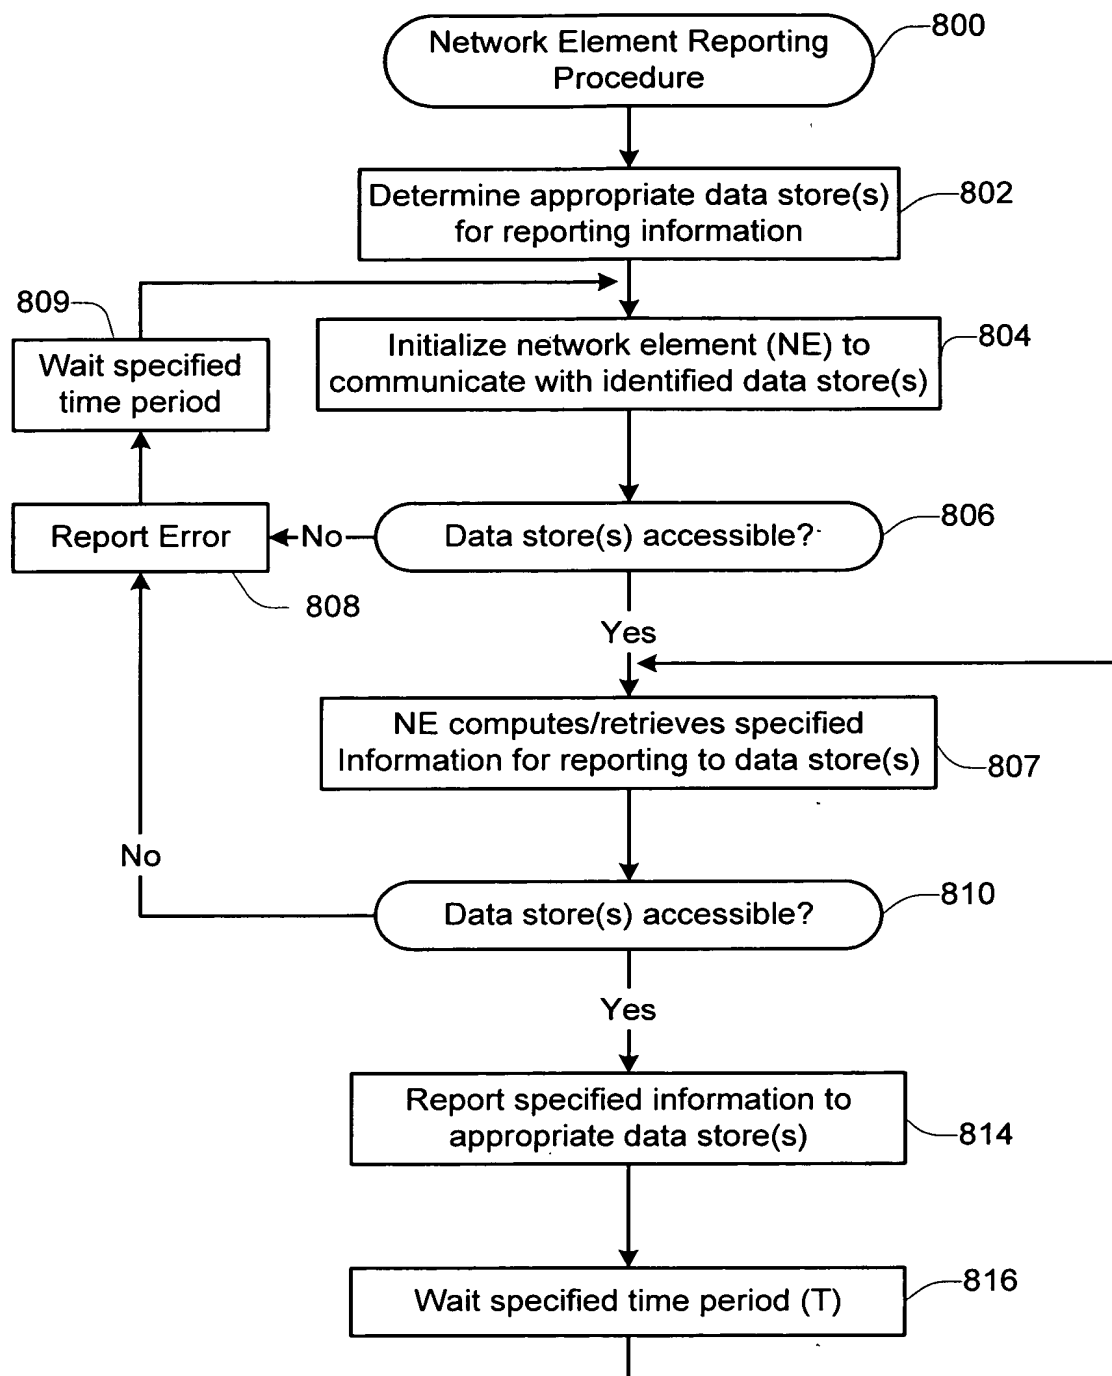 Network Element Reporting
Procedure
800
Determine appropriate data store(s)
for reporting information
802
809
Wait specified
time period
Initialize network element (NE) to
communicate with identified data store(s)
804
Report Error
No
Data store(s) accessible?
806
808
Yes
NE computes/retrieves specified
Information for reporting to data store(s)
807
No
Data store(s) accessible?
810
Yes
Report specified information to
appropriate data store(s)
814
Wait specified time period (T)
816